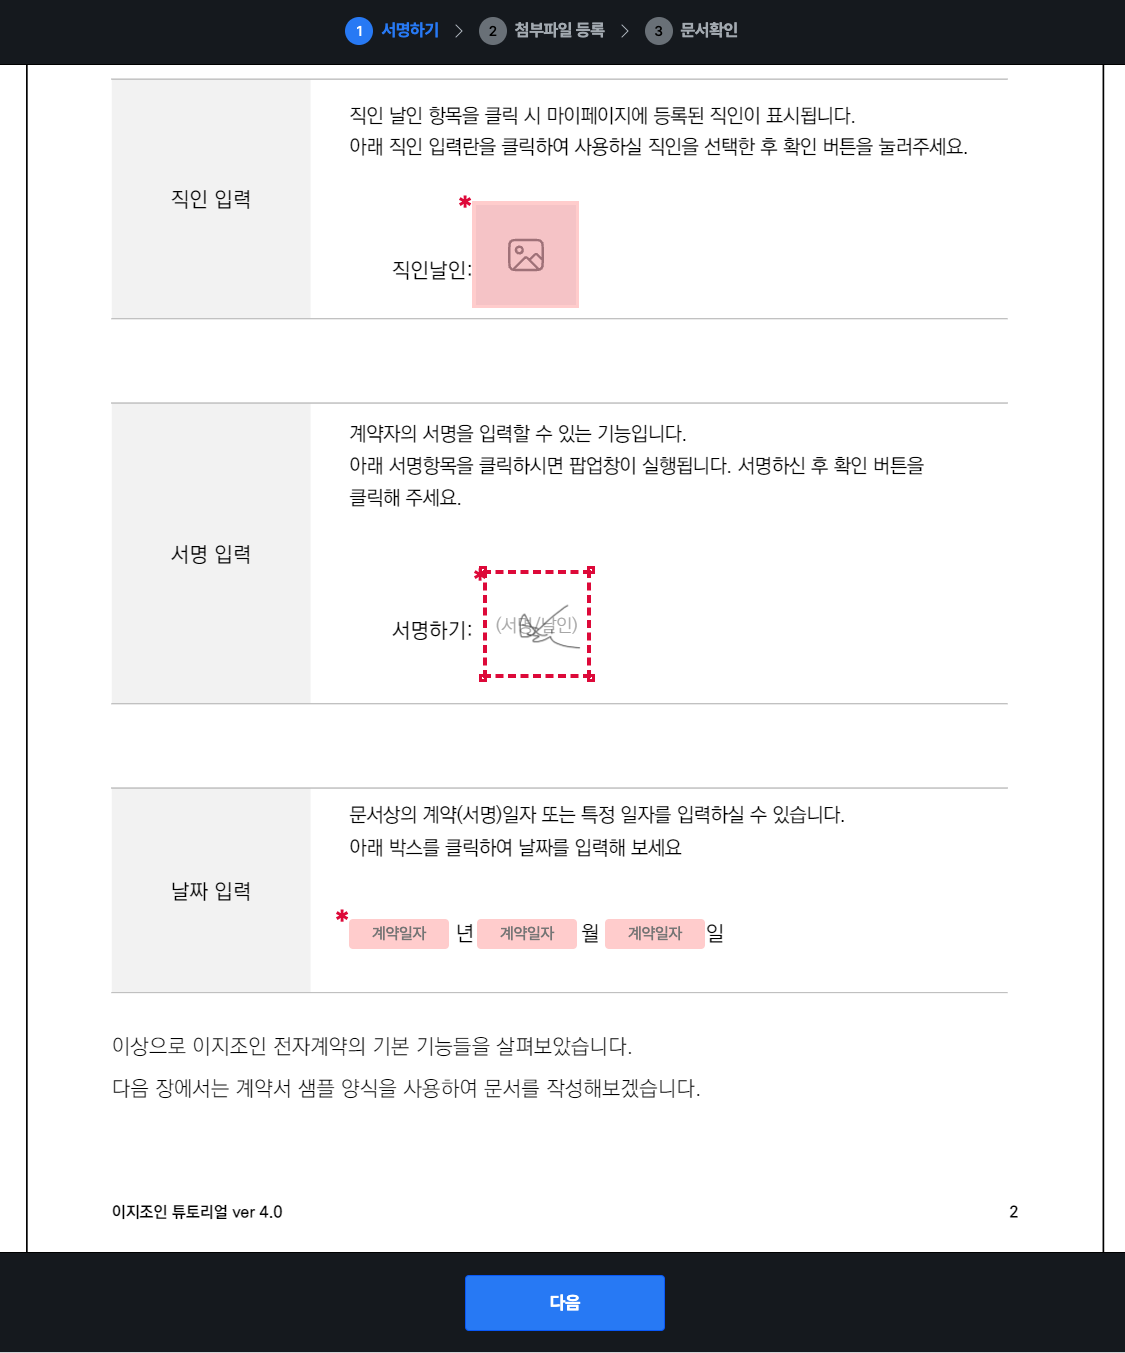 1 서명하기 > 2 첨부파일 등록 > 3 문서확인
직인 입력
직인 날인 항목을 클릭 시 마이페이지에 등록된 직인이 표시됩니다.
아래 직인 입력란을 클릭하여 사용하실 직인을 선택한 후 확인 버튼을 눌러주세요.
* 
직인날인:
서명 입력
계약자의 서명을 입력할 수 있는 기능입니다.
아래 서명항목을 클릭하시면 팝업창이 실행됩니다. 서명하신 후 확인 버튼을
클릭해 주세요.
*
서명하기: (서명/날인)
날짜 입력
문서상의 계약(서명)일자 또는 특정 일자를 입력하실 수 있습니다.
아래 박스를 클릭하여 날짜를 입력해 보세요
*
계약일자 년 계약일자 월 계약일자 일
이상으로 이지조인 전자계약의 기본 기능들을 살펴보았습니다.
다음 장에서는 계약서 샘플 양식을 사용하여 문서를 작성해보겠습니다.
이지조인 튜토리얼 ver 4.0 2
다음